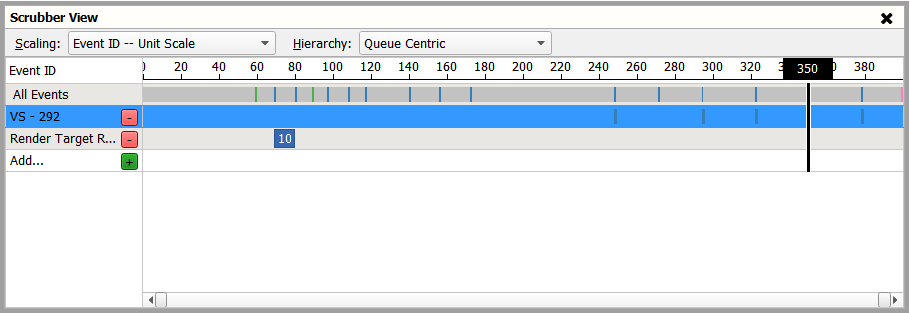 Scrubber View
Scaling: Event ID -- Unit Scale Hierarchy: Queue Centric
Event ID 0 20 40 60 80 100 120 140 160 180 200 220 240 260 280 300 320 350 380
All Events
VS - 292 -
Render Target R... - 10
Add... +